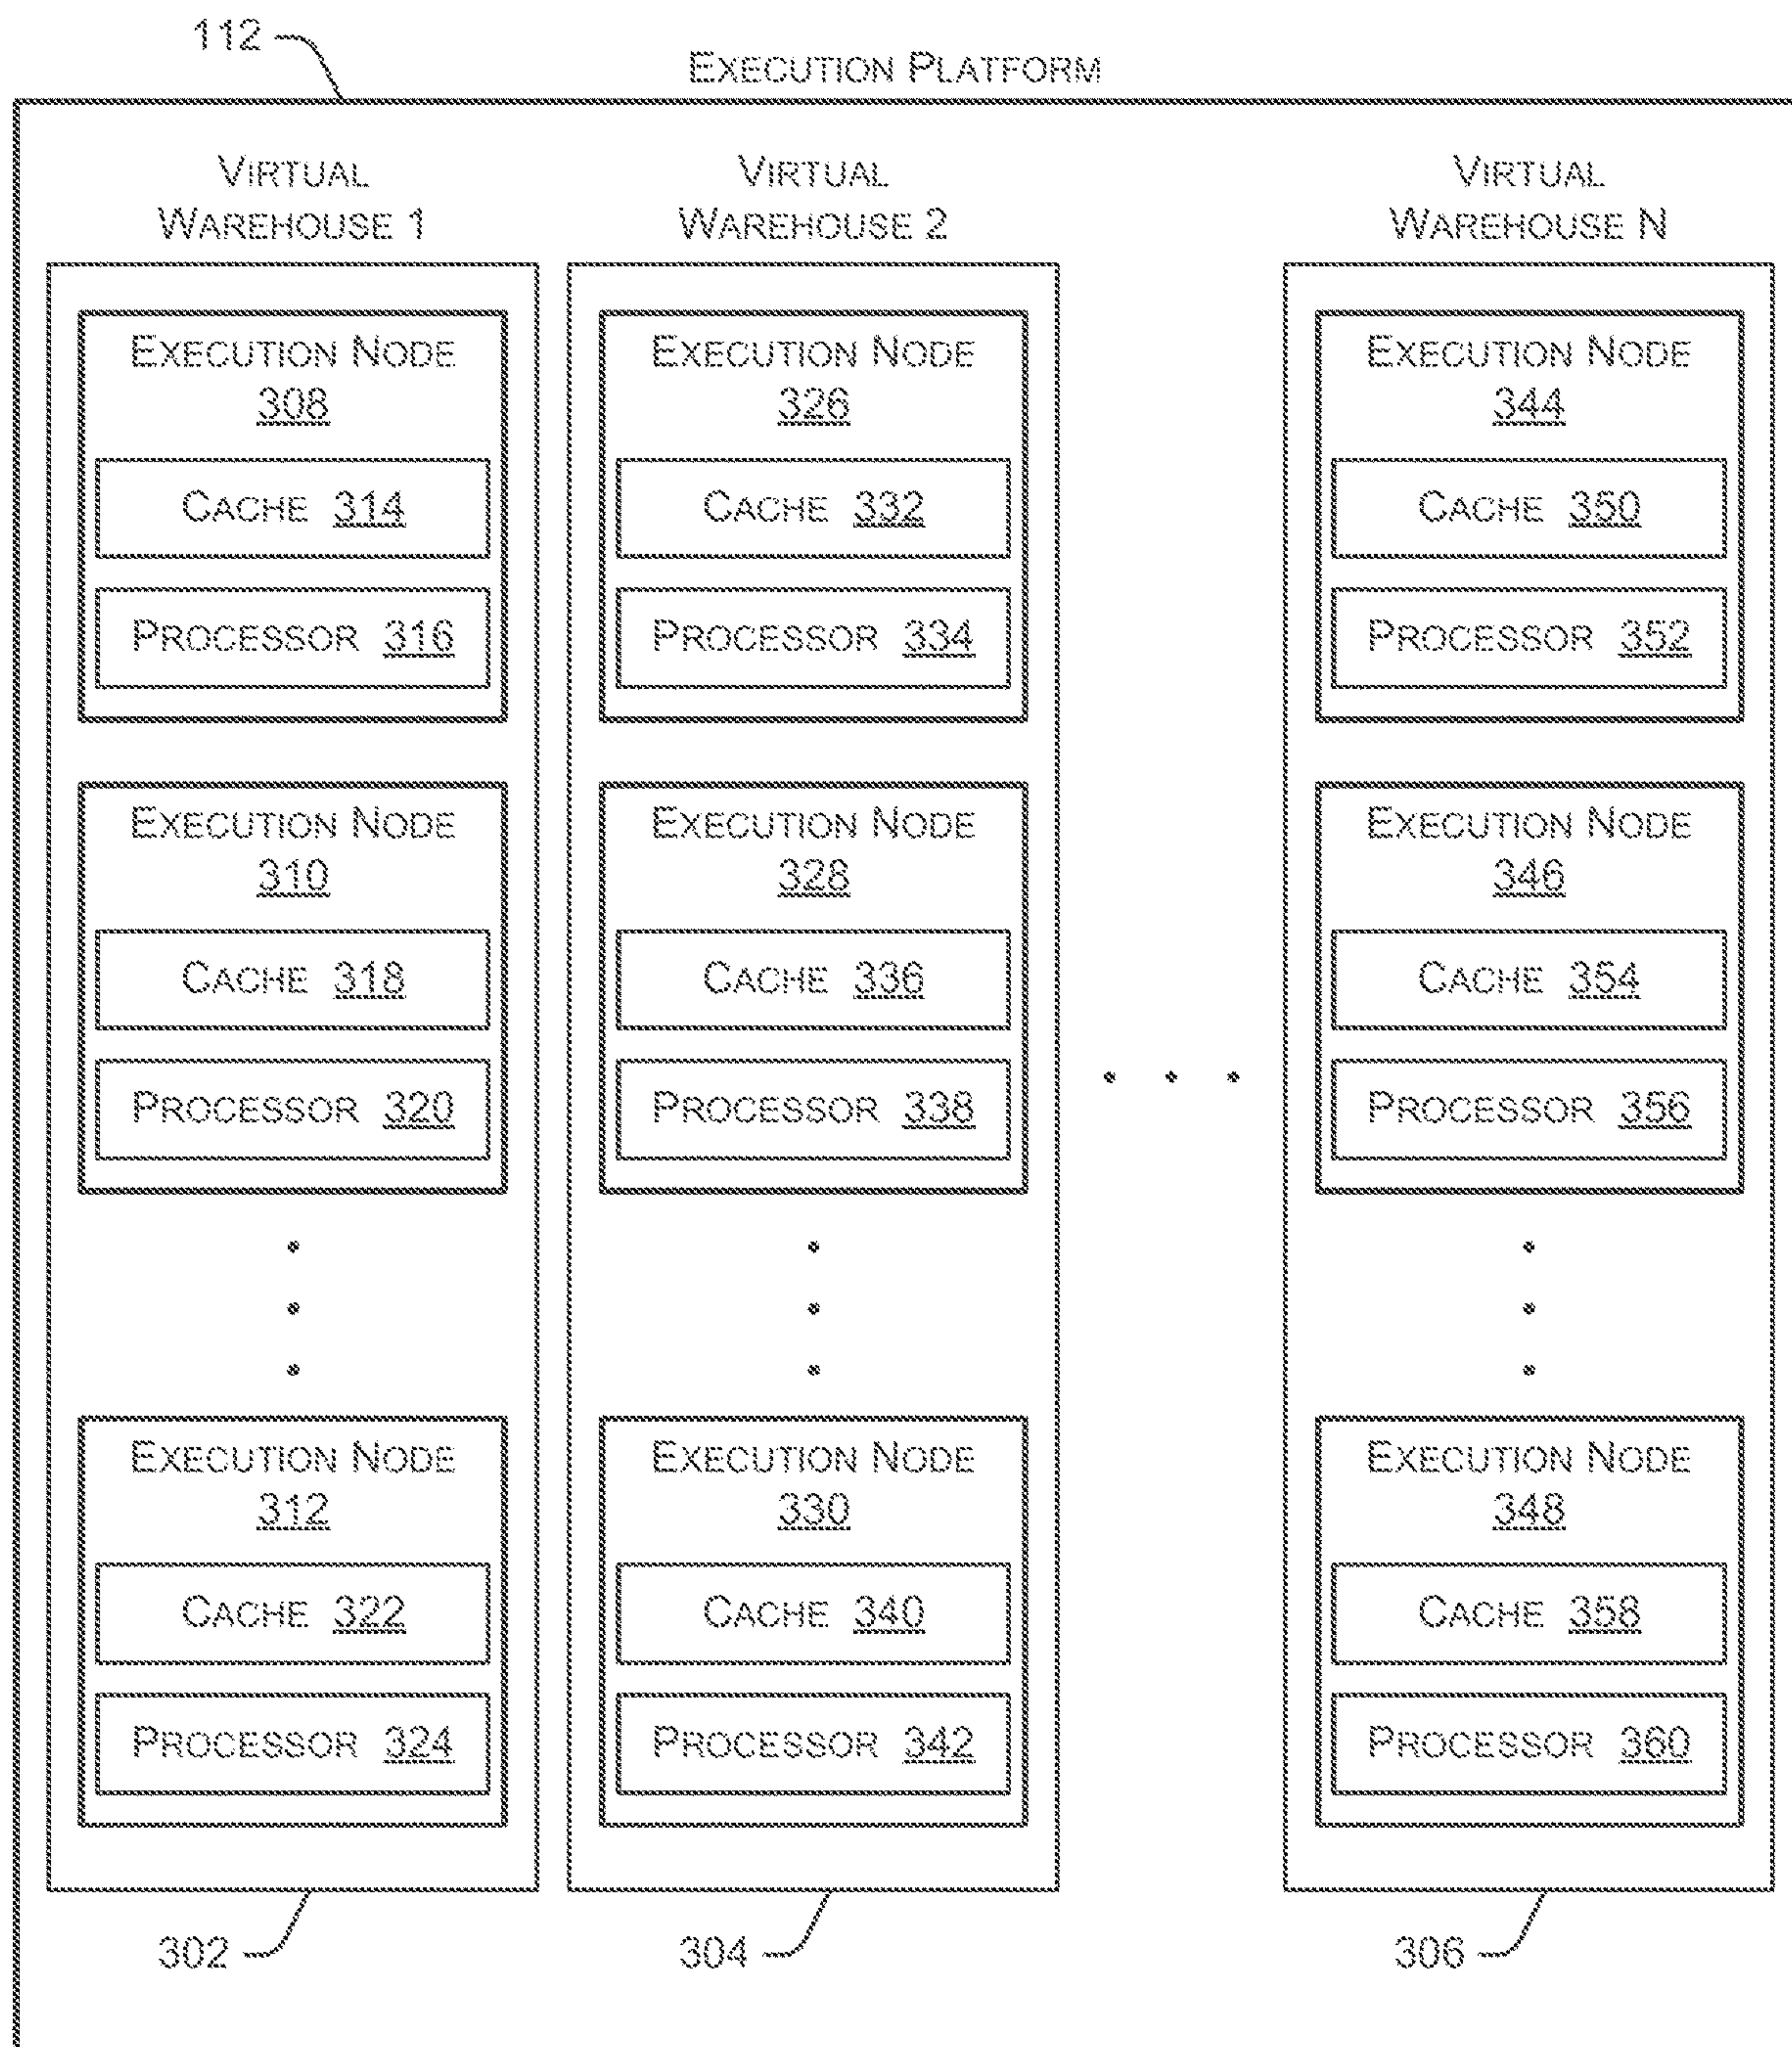 112
EXECUTION PLATFORM
VIRTUAL
WAREHOUSE 1
EXECUTION NODE
308
CACHE 314
PROCESSOR 316
EXECUTION NODE
310
CACHE 318
PROCESSOR 320
EXECUTION NODE
312
CACHE 322
PROCESSOR 324
302
VIRTUAL
WAREHOUSE 2
EXECUTION NODE
326
CACHE 332
PROCESSOR 334
EXECUTION NODE
328
CACHE 336
PROCESSOR 338
EXECUTION NODE
330
CACHE 340
PROCESSOR 342
304
VIRTUAL
WAREHOUSE N
EXECUTION NODE
344
CACHE 350
PROCESSOR 352
EXECUTION NODE
346
CACHE 354
PROCESSOR 356
EXECUTION NODE
348
CACHE 358
PROCESSOR 360
306